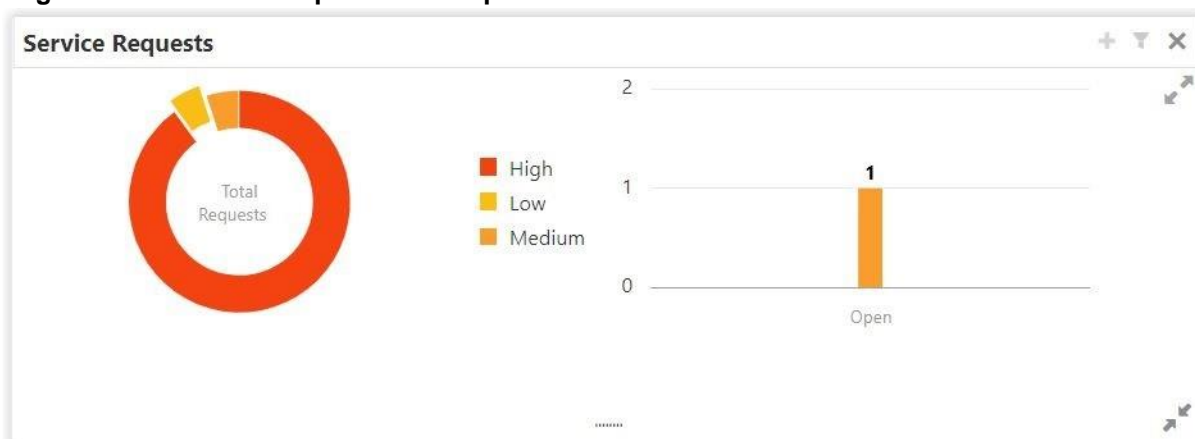 Service Requests
Total
Requests
High
Low
Medium
2
1
0
1
Open